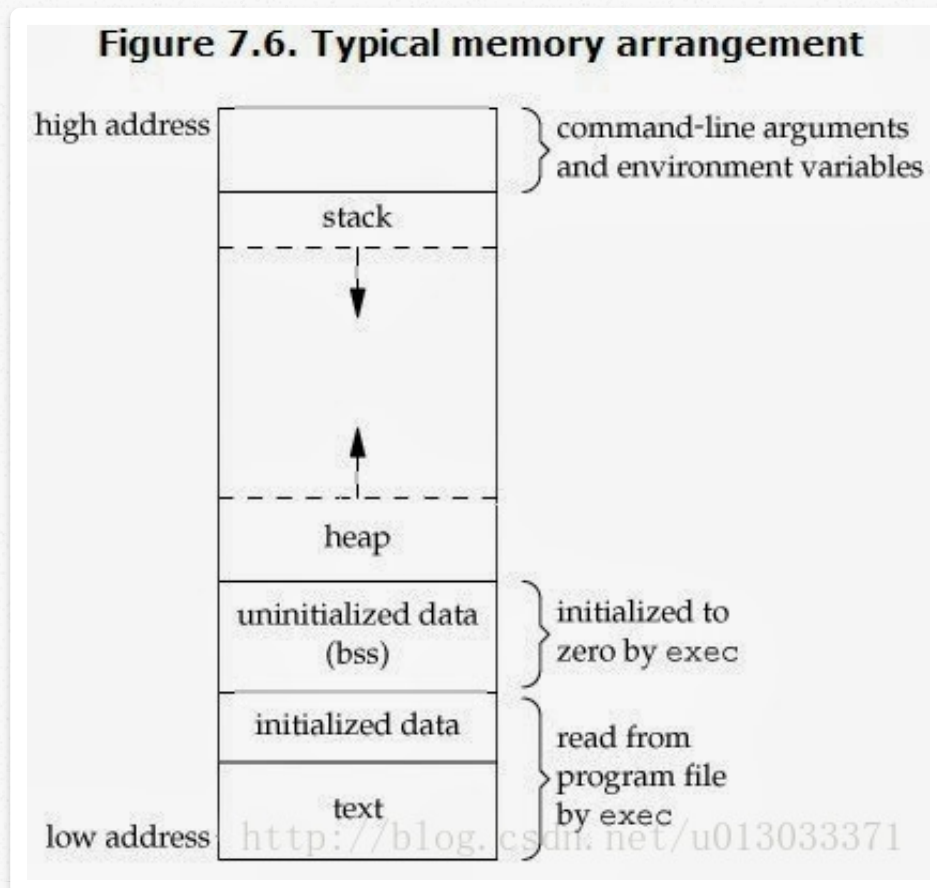 Figure 7.6. Typical memory arrangement
high address
command-line arguments
and environment variables
stack
heap
uninitialized data
(bss)
initialized to
zero by exec
initialized data
read from
program file
by exec
text
low address
http://blog.csdn.net/u013033371